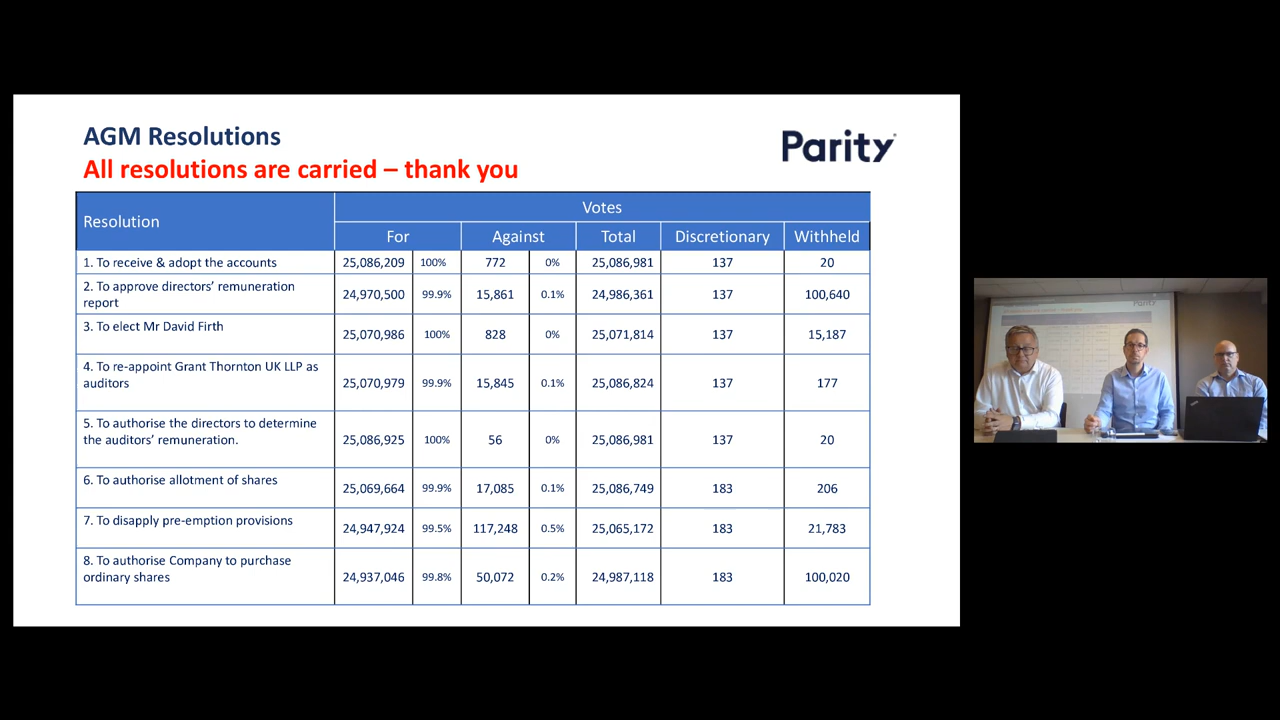 AGM Resolutions
All resolutions are carried – thank you
Parity
Resolution
Votes
For Against Total Discretionary Withheld
1. To receive & adopt the accounts 25,086,209 100% 772 0% 25,086,981 137 20
2. To approve directors’ remuneration
report 24,970,500 99.9% 15,861 0.1% 24,986,361 137 100,640
3. To elect Mr David Firth 25,070,986 100% 828 0% 25,071,814 137 15,187
4. To re-appoint Grant Thornton UK LLP as
auditors 25,070,979 99.9% 15,845 0.1% 25,086,824 137 177
5. To authorise the directors to determine
the auditors’ remuneration. 25,086,925 100% 56 0% 25,086,981 137 20
6. To authorise allotment of shares 25,069,664 99.9% 17,085 0.1% 25,086,749 183 206
7. To disapply pre-emption provisions 24,947,924 99.5% 117,248 0.5% 25,065,172 183 21,783
8. To authorise Company to purchase
ordinary shares 24,937,046 99.8% 50,072 0.2% 24,987,118 183 100,020
Parity